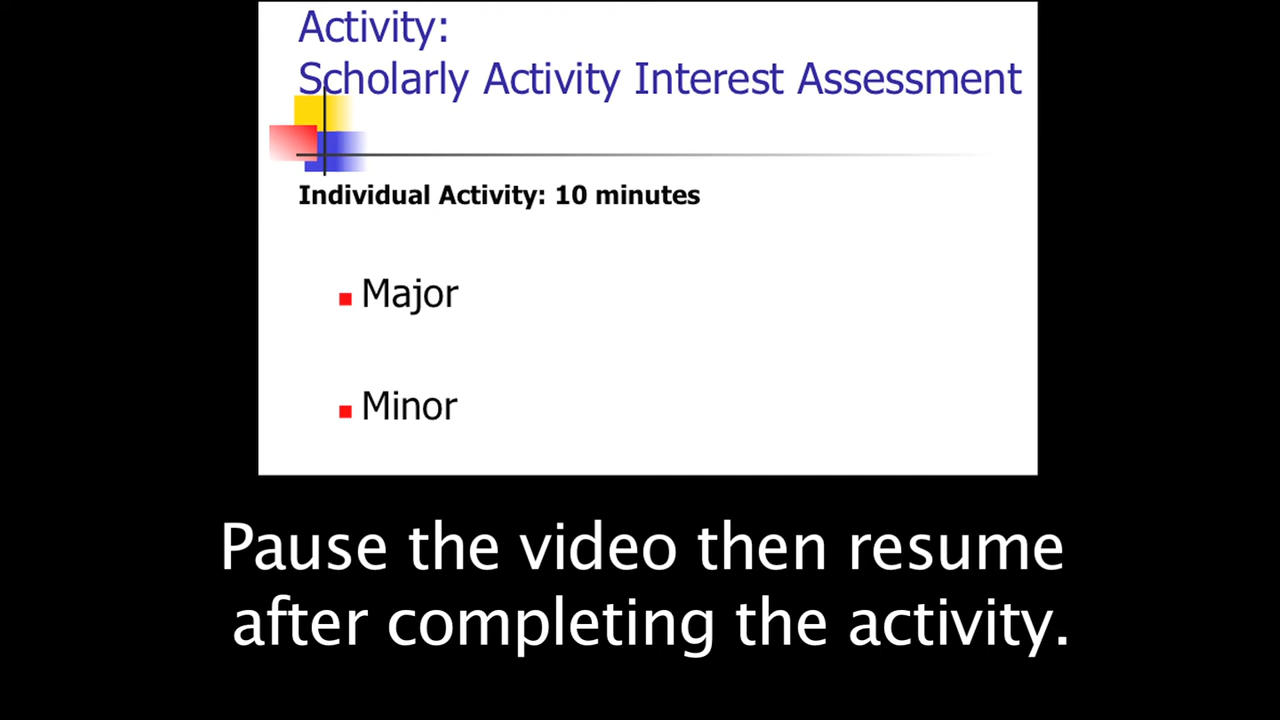 Activity:
Scholarly Activity Interest Assessment
Individual Activity: 10 minutes
Major
Minor
Pause the video then resume
after completing the activity.